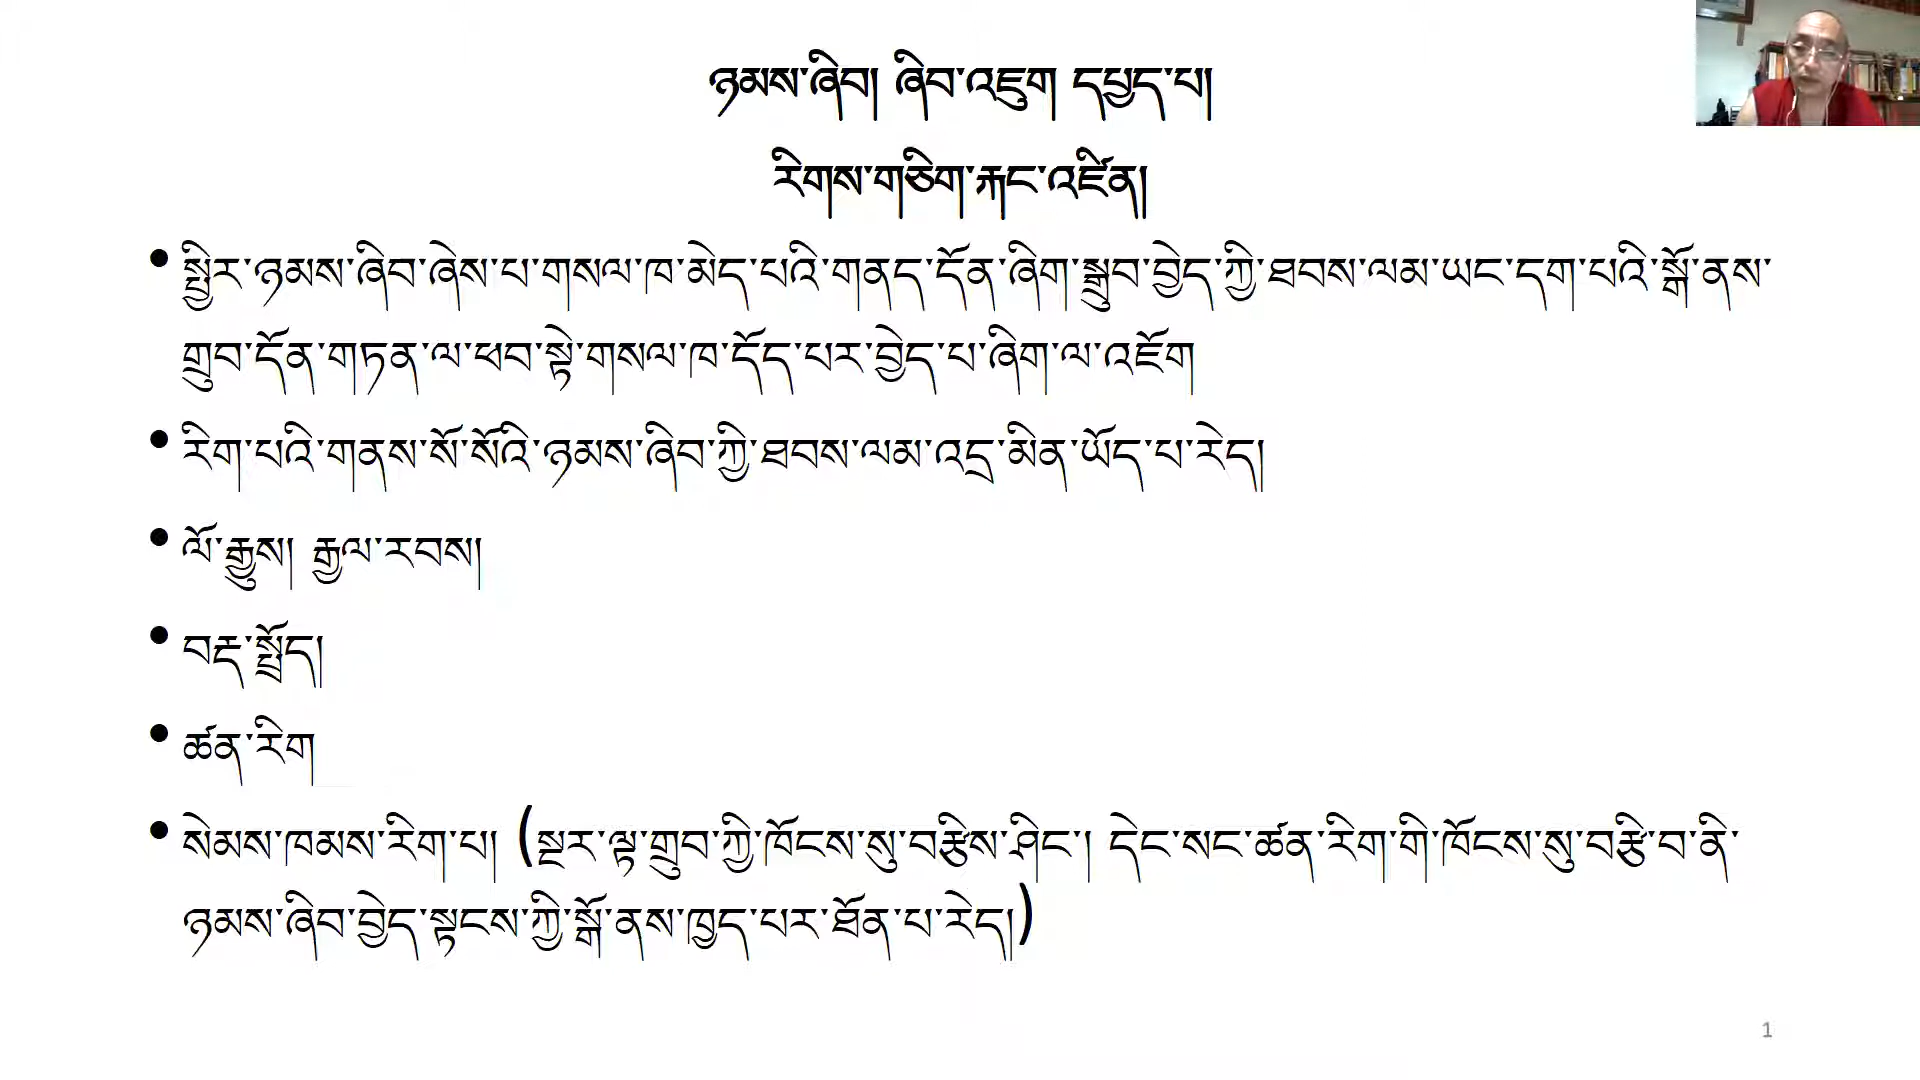 ཉམས་ཞིབ། ཞིབ་འཇུག དཔྱད་པ།
རིགས་གཅིག་རྐང་འཛིན།
• སྤྱིར་ཉམས་ཞིབ་ཞེས་པ་གསལ་ཁ་མེད་པའི་གནད་དོན་ཞིག་སྒྲུབ་བྱེད་ཀྱི་ཐབས་ལམ་ཡང་དག་པའི་སྒོ་ནས་
གྲུབ་དོན་གཏན་ལ་ཕབ་སྟེ་གསལ་ཁ་དོད་པར་བྱེད་པ་ཞིག་ལ་འཇོག
• རིག་པའི་གནས་སོ་སོའི་ཉམས་ཞིབ་ཀྱི་ཐབས་ལམ་འདྲ་མིན་ཡོད་པ་རེད།
• ལོ་རྒྱུས། རྒྱལ་རབས།
• བརྡ་སྤྲོད།
• ཚན་རིག
• སེམས་ཁམས་རིག་པ། (སྔར་ལྟ་གྲུབ་ཀྱི་ཁོངས་སུ་བརྩིས་ཤིང་། དེང་སང་ཚན་རིག་གི་ཁོངས་སུ་བརྩི་བ་ནི་
ཉམས་ཞིབ་བྱེད་སྟངས་ཀྱི་སྒོ་ནས་ཁྱད་པར་ཐོན་པ་རེད།)
1